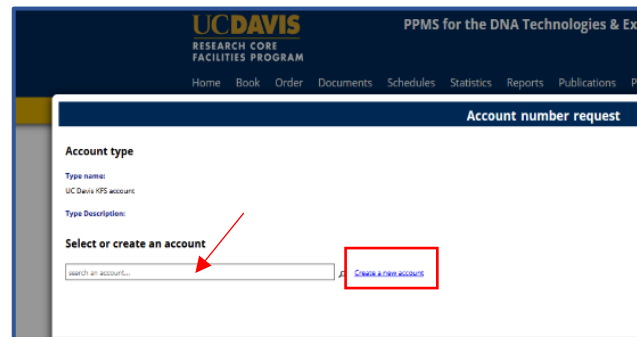 UCDAVIS
PPMS for the DNA Technologies & Ex
RESEARCH CORE
FACILITIES PROGRAM
Home Book Order Documents Schedules Statistics Reports Publications P
Account number request
Account type
Type name:
UC Davis KFS account
Type Description:
Select or create an account
search an account...
Create a new account